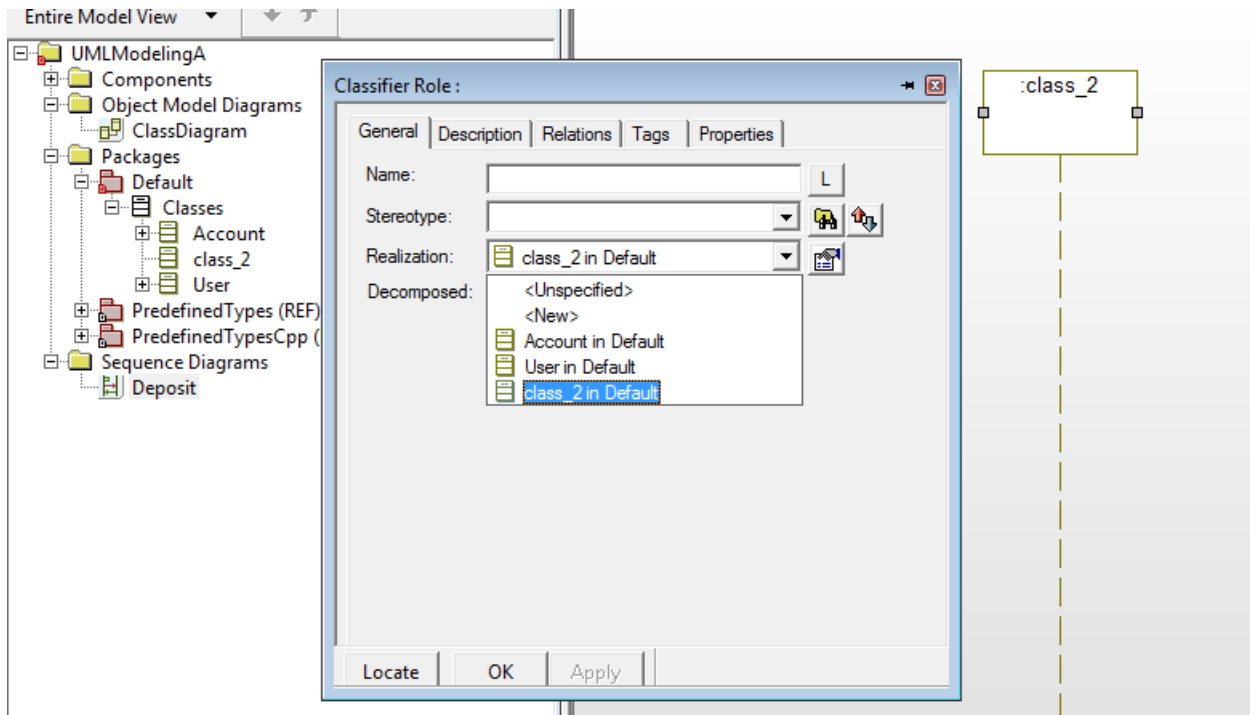 Entire Model View
UMLModelingA
Components
Object Model Diagrams
ClassDiagram
Packages
Default
Classes
Account
class_2
User
PredefinedTypes (REF)
PredefinedTypesCpp (
Sequence Diagrams
Deposit
Classifier Role :
General Description Relations Tags Properties
Name:
L
Stereotype:
Realization: class_2 in Default
Decomposed:
<Unspecified>
<New>
Account in Default
User in Default
class_2 in Default
Locate OK Apply
:class_2